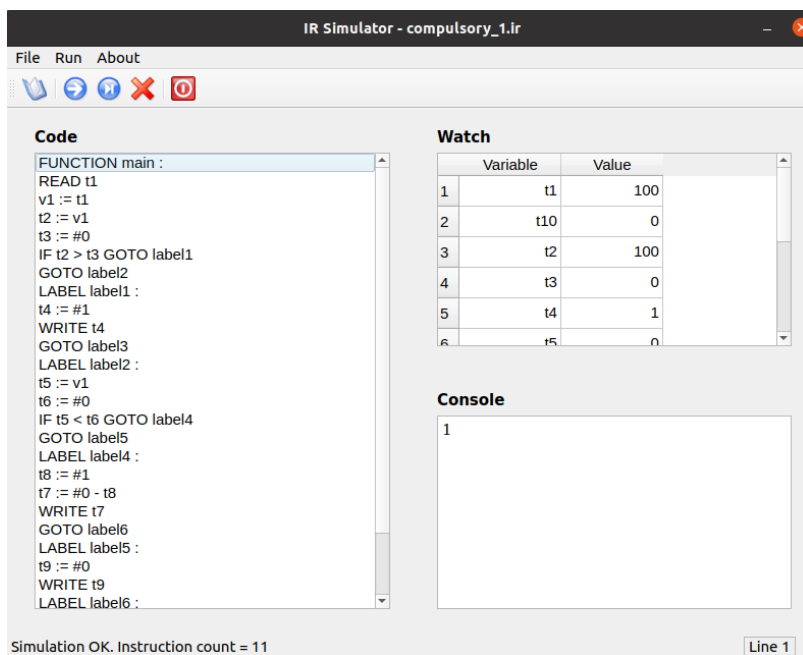 IR Simulator - compulsory_1.ir
File Run About
Code
FUNCTION main :
READ t1
v1 := t1
t2 := v1
t3 := #0
IF t2 > t3 GOTO label1
GOTO label2
LABEL label1 :
t4 := #1
WRITE t4
GOTO label3
LABEL label2 :
t5 := v1
t6 := #0
IF t5 < t6 GOTO label4
GOTO label5
LABEL label4 :
t8 := #1
t7 := #0 - t8
WRITE t7
GOTO label6
LABEL label5 :
t9 := #0
WRITE t9
LABEL label6 :
Watch
Variable Value
1 t1 100
2 t10 0
3 t2 100
4 t3 0
5 t4 1
6 t5 0
Console
1
Simulation OK. Instruction count = 11
Line 1